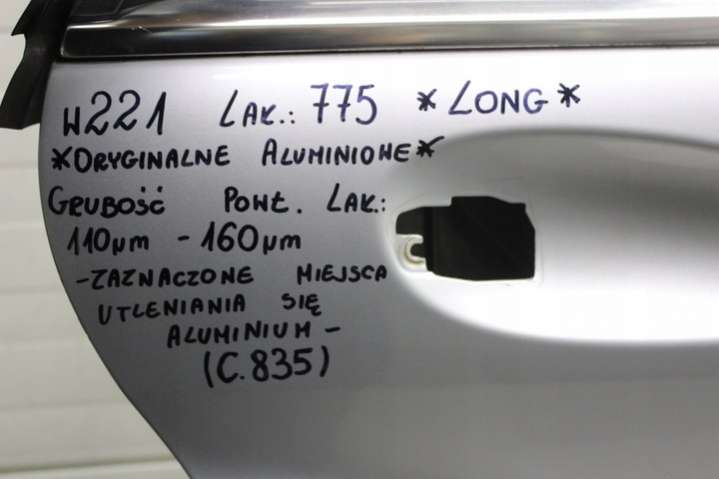 W221 LAK.: 775 *LONG*
*ORYGINALNE ALUMINIOWE*
GRUBOŚĆ POWŁ. LAK.:
110µm - 160µm
-ZAZNACZONE MIEJSCA
UTLENIANIA SIĘ
ALUMINIUM-
(C.835)